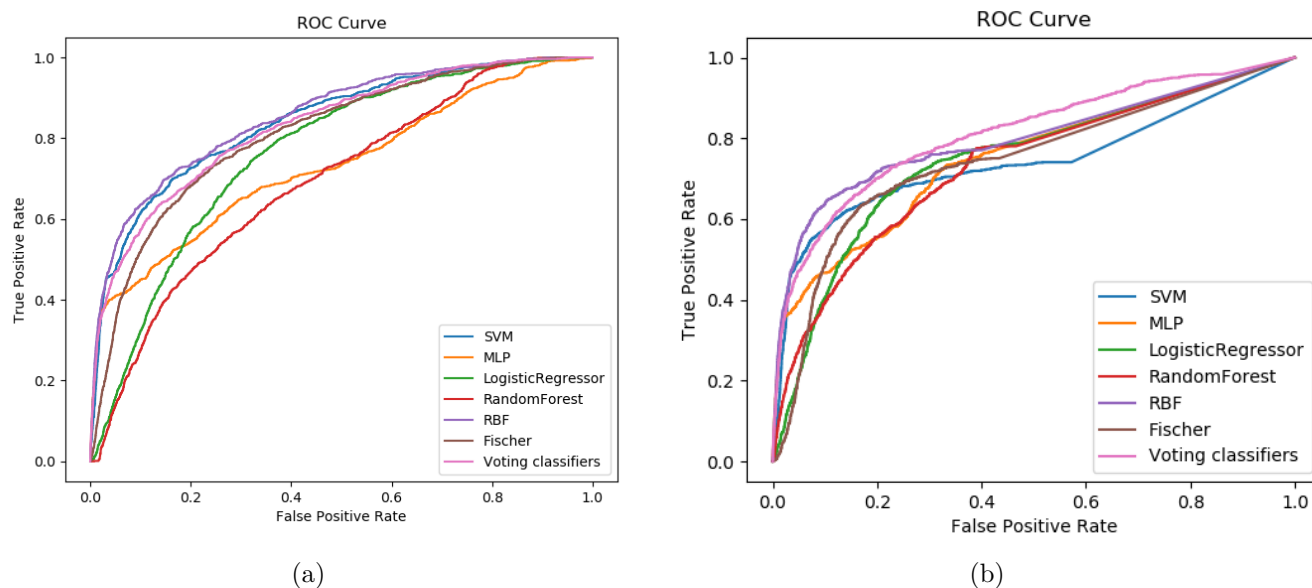 ROC Curve
True Positive Rate
1.0
0.8
0.6
0.4
0.2
0.0
SVM
MLP
LogisticRegressor
RandomForest
RBF
Fischer
Voting classifiers
0.0 0.2 0.4 0.6 0.8 1.0
False Positive Rate
(a)
ROC Curve
True Positive Rate
1.0
0.8
0.6
0.4
0.2
0.0
SVM
MLP
LogisticRegressor
RandomForest
RBF
Fischer
Voting classifiers
0.0 0.2 0.4 0.6 0.8 1.0
False Positive Rate
(b)